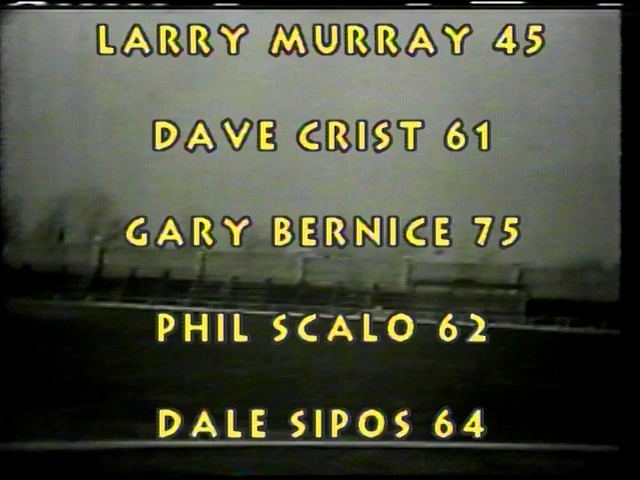 LARRY MURRAY 45
DAVE CRIST 61
GARY BERNICE 75
PHIL SCALO 62
DALE SIPOS 64